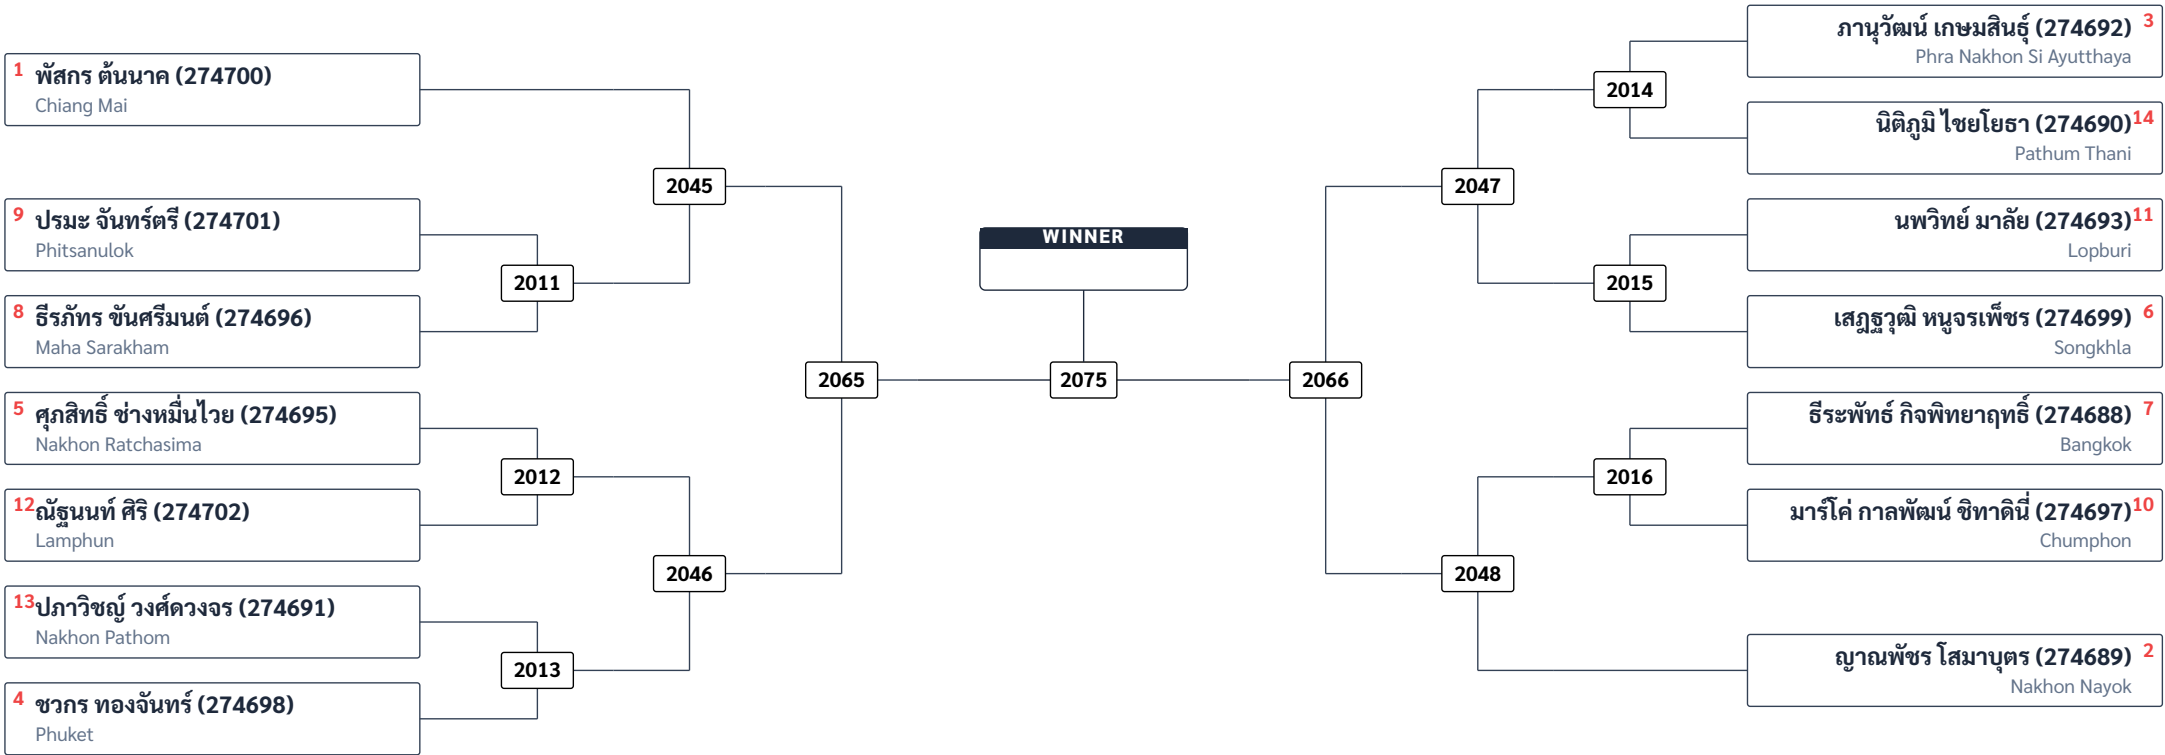 1 พัสกร ต้นนาค (274700)
Chiang Mai
9 ปรมะ จันทร์ตรี (274701)
Phitsanulok
8 ธีรภัทร ขันศรีมนต์ (274696)
Maha Sarakham
5 ศุภสิทธิ์ ช่างหมื่นไวย (274695)
Nakhon Ratchasima
12 ณัฐนนท์ ศิริ (274702)
Lamphun
13 ปภาวิชญ์ วงศ์ดวงจร (274691)
Nakhon Pathom
4 ชวกร ทองจันทร์ (274698)
Phuket
2011
2012
2013
2045
2046
2065
WINNER
2075
2066
2047
2048
2014
2015
2016
ภานุวัฒน์ เกษมสินธุ์ (274692) 3
Phra Nakhon Si Ayutthaya
นิติภูมิ ไชยโยธา (274690) 14
Pathum Thani
นพวิทย์ มาลัย (274693) 11
Lopburi
เสฎฐวุฒิ หนูจรเพ็ชร (274699) 6
Songkhla
ธีระพัทธ์ กิจพิทยาฤทธิ์ (274688) 7
Bangkok
มาร์โค่ กาลพัฒน์ ชิทาดินี่ (274697) 10
Chumphon
ญาณพัชร โสมาบุตร (274689) 2
Nakhon Nayok